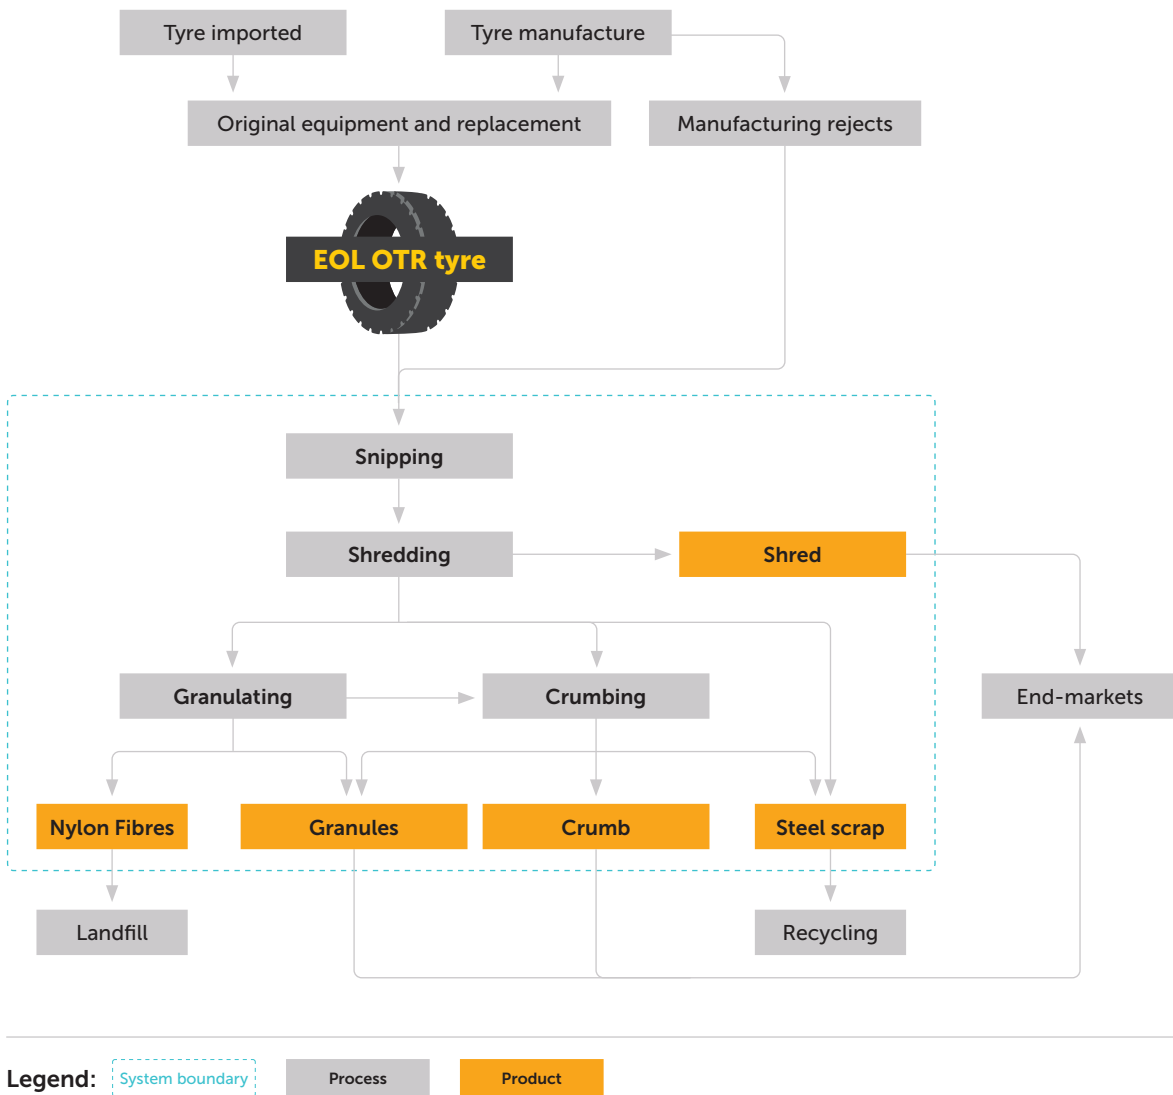 Tyre imported
Tyre manufacture
Original equipment and replacement
Manufacturing rejects
EOL OTR tyre
Snipping
Shredding
Shred
Granulating
Crumbing
End-markets
Nylon Fibres
Granules
Crumb
Steel scrap
Landfill
Recycling
Legend:
System boundary
Process
Product